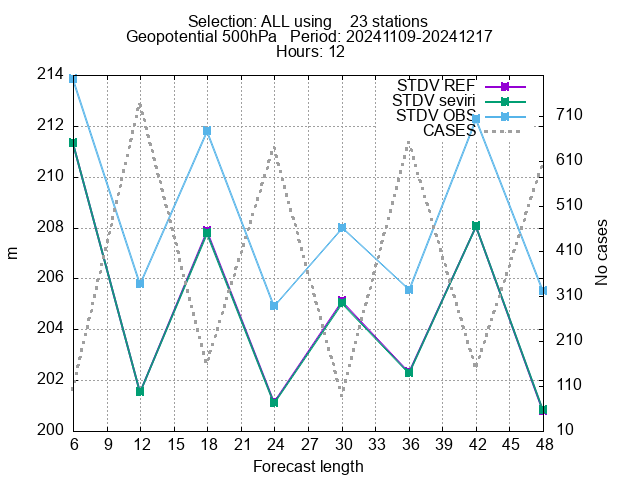 Selection: ALL using    23 stations
Geopotential 500hPa   Period: 20241109-20241217
Hours: 12
STDV REF
STDV seviri
STDV OBS
CASES
214
212
210
208
206
204
202
200
m
710
610
510
410
310
210
110
10
No cases
6 9 12 15 18 21 24 27 30 33 36 39 42 45 48
Forecast length